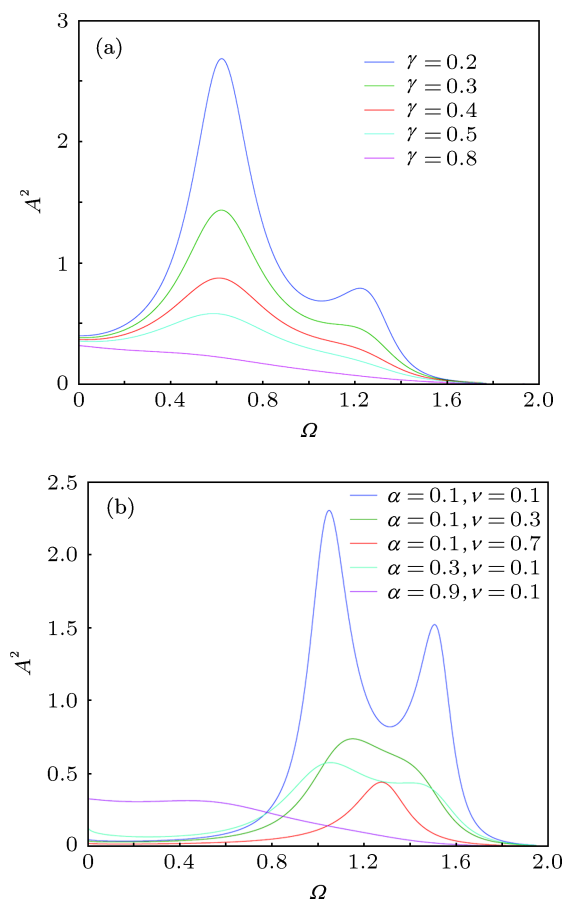 3
(a)
γ = 0.2
γ = 0.3
γ = 0.4
γ = 0.5
γ = 0.8
2
A²
1
0
0 0.4 0.8 1.2 1.6 2.0
Ω
2.5
(b)
α = 0.1, ν = 0.1
α = 0.1, ν = 0.3
α = 0.1, ν = 0.7
α = 0.3, ν = 0.1
α = 0.9, ν = 0.1
2.0
1.5
A²
1.0
0.5
0
0 0.4 0.8 1.2 1.6 2.0
Ω